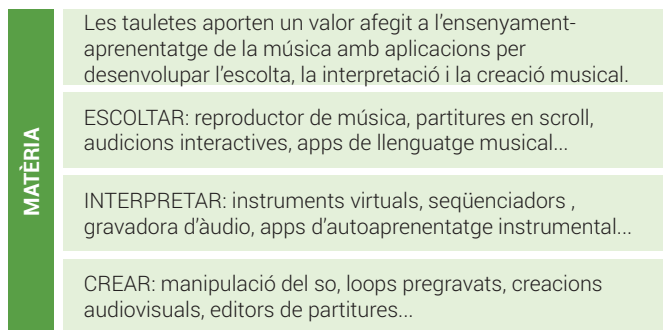 MATÈRIA
Les tauletes aporten un valor afegit a l'ensenyament-
aprenentatge de la música amb aplicacions per
desenvolupar l'escolta, la interpretació i la creació musical.
ESCOLTAR: reproductor de música, partitures en scroll,
audicions interactives, apps de llenguatge musical...
INTERPRETAR: instruments virtuals, seqüenciadors ,
gravadora d'àudio, apps d'autoaprenentatge instrumental...
CREAR: manipulació del so, loops pregravats, creacions
audiovisuals, editors de partitures...